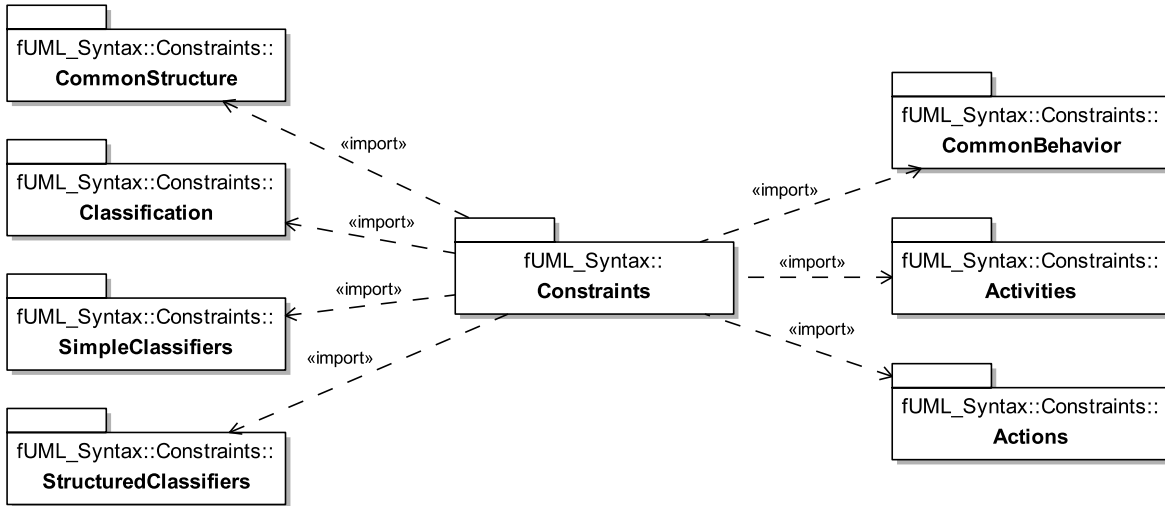 fUML_Syntax::Constraints::
CommonStructure
«import»
fUML_Syntax::Constraints::
CommonBehavior
fUML_Syntax::Constraints::
Classification
«import»
«import»
fUML_Syntax::
Constraints
«import»
fUML_Syntax::Constraints::
Activities
fUML_Syntax::Constraints::
SimpleClassifiers
«import»
«import»
«import»
fUML_Syntax::Constraints::
Actions
fUML_Syntax::Constraints::
StructuredClassifiers